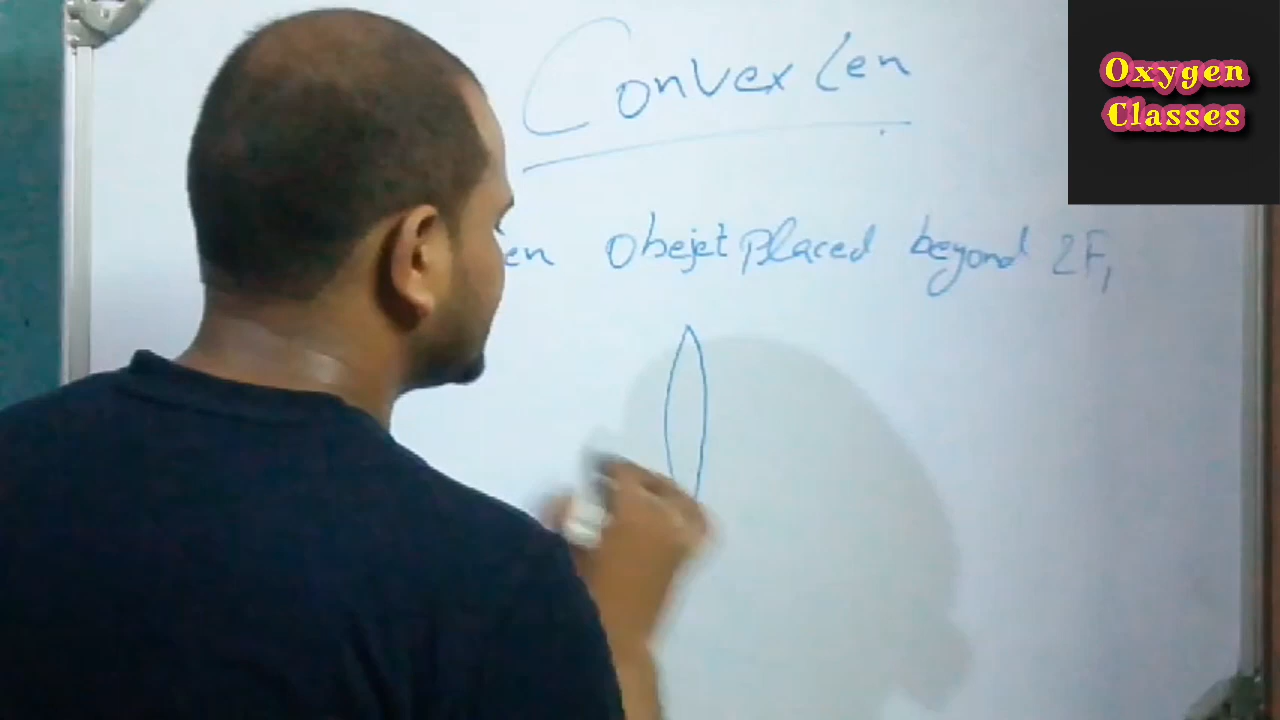 Convex len
en Obejet placed beyond 2F₁
Oxygen
Classes